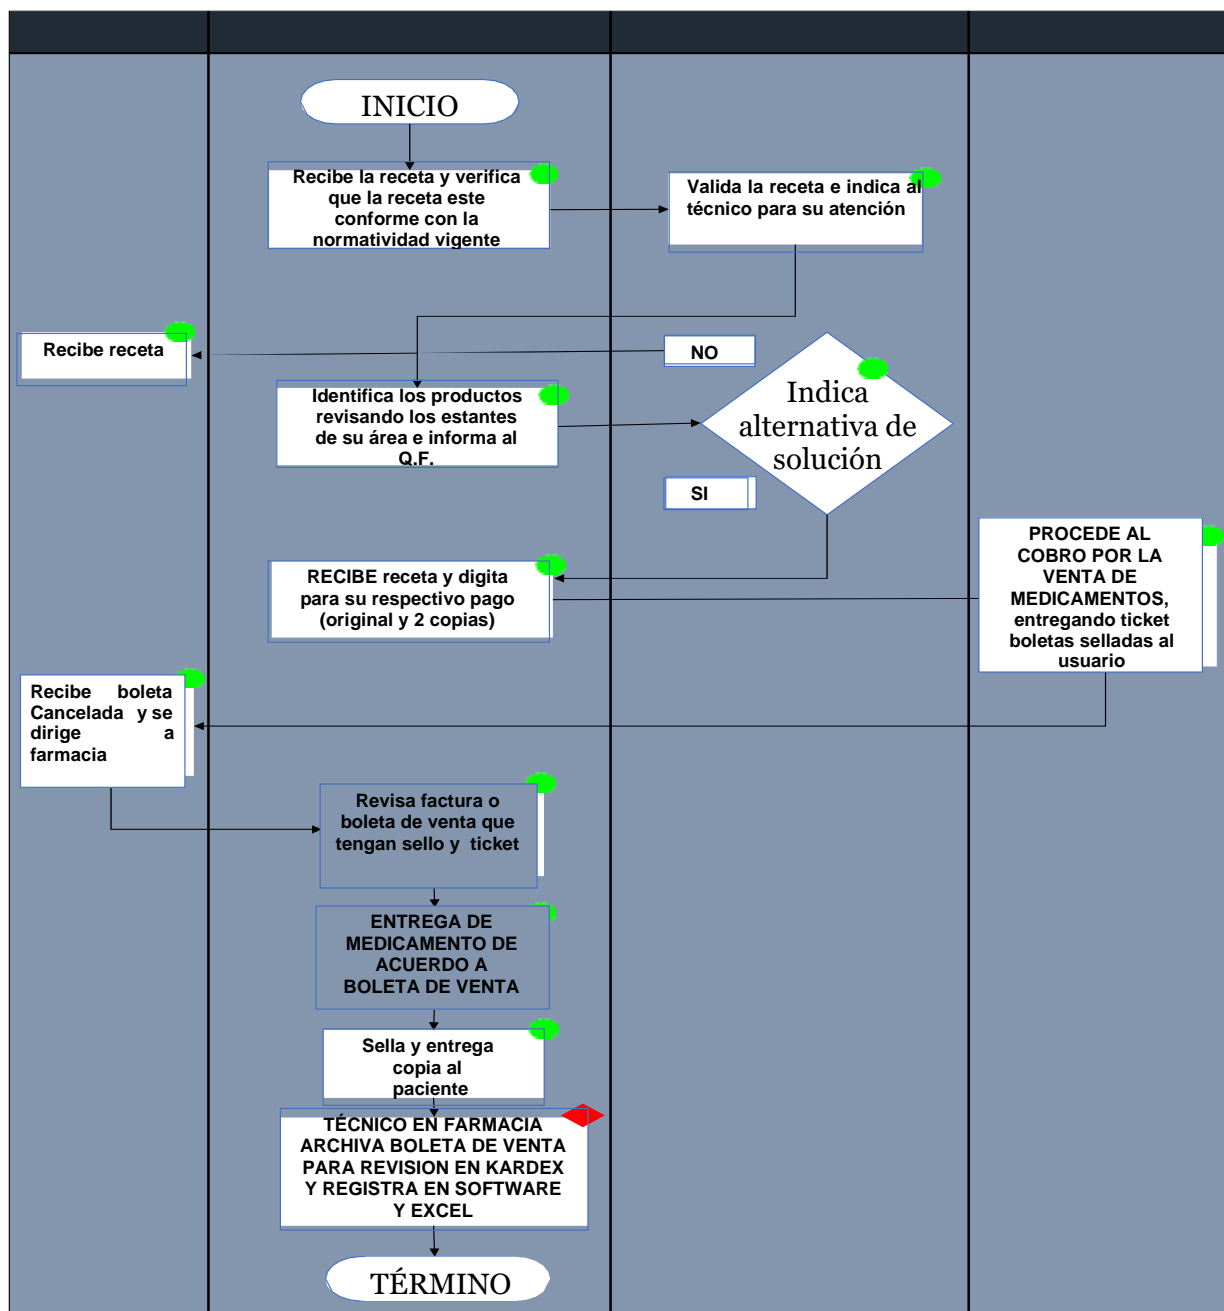 INICIO
Recibe la receta y verifica
que la receta este
conforme con la
normatividad vigente
Valida la receta e indica al
técnico para su atención
Recibe receta
NO
Identifica los productos
revisando los estantes
de su área e informa al
Q.F.
Indica
alternativa de
solución
SI
RECIBE receta y digita
para su respectivo pago
(original y 2 copias)
PROCEDE AL
COBRO POR LA
VENTA DE
MEDICAMENTOS,
entregando ticket
boletas selladas al
usuario
Recibe boleta
Cancelada y se
dirige a
farmacia
Revisa factura o
boleta de venta que
tengan sello y ticket
ENTREGA DE
MEDICAMENTO DE
ACUERDO A
BOLETA DE VENTA
Sella y entrega
copia al
paciente
TÉCNICO EN FARMACIA
ARCHIVA BOLETA DE VENTA
PARA REVISION EN KARDEX
Y REGISTRA EN SOFTWARE
Y EXCEL
TÉRMINO